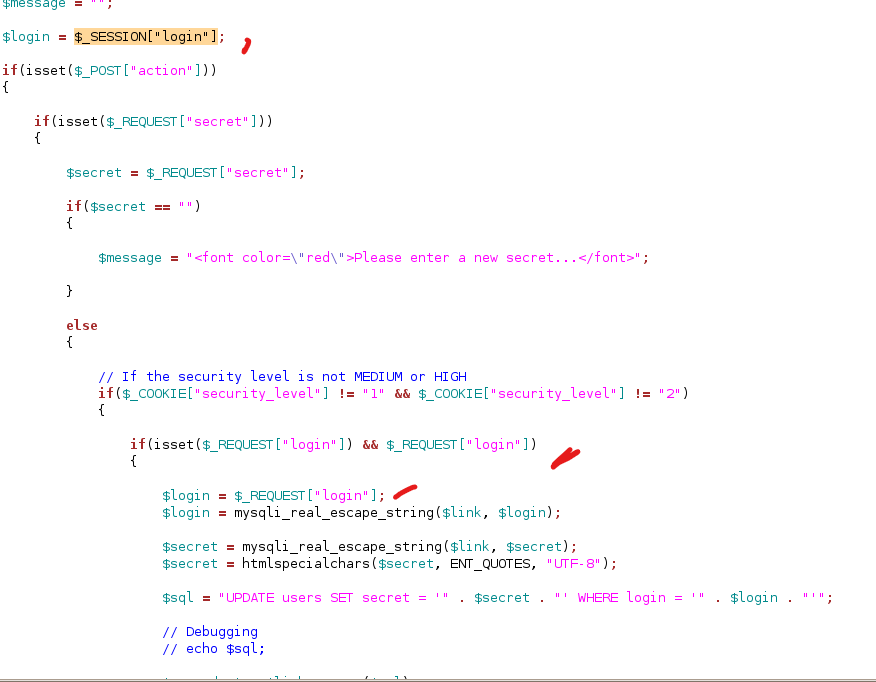 $message = "";
$login = $_SESSION["login"];
if(isset($_POST["action"]))
{
if(isset($_REQUEST["secret"]))
{
$secret = $_REQUEST["secret"];
if($secret == "")
{
$message = "<font color=\"red\">Please enter a new secret...</font>";
}
else
{
// If the security level is not MEDIUM or HIGH
if($_COOKIE["security_level"] != "1" && $_COOKIE["security_level"] != "2")
{
if(isset($_REQUEST["login"]) && $_REQUEST["login"])
{
$login = $_REQUEST["login"];
$login = mysqli_real_escape_string($link, $login);
$secret = mysqli_real_escape_string($link, $secret);
$secret = htmlspecialchars($secret, ENT_QUOTES, "UTF-8");
$sql = "UPDATE users SET secret = '" . $secret . "' WHERE login = '" . $login . "'";
// Debugging
// echo $sql;